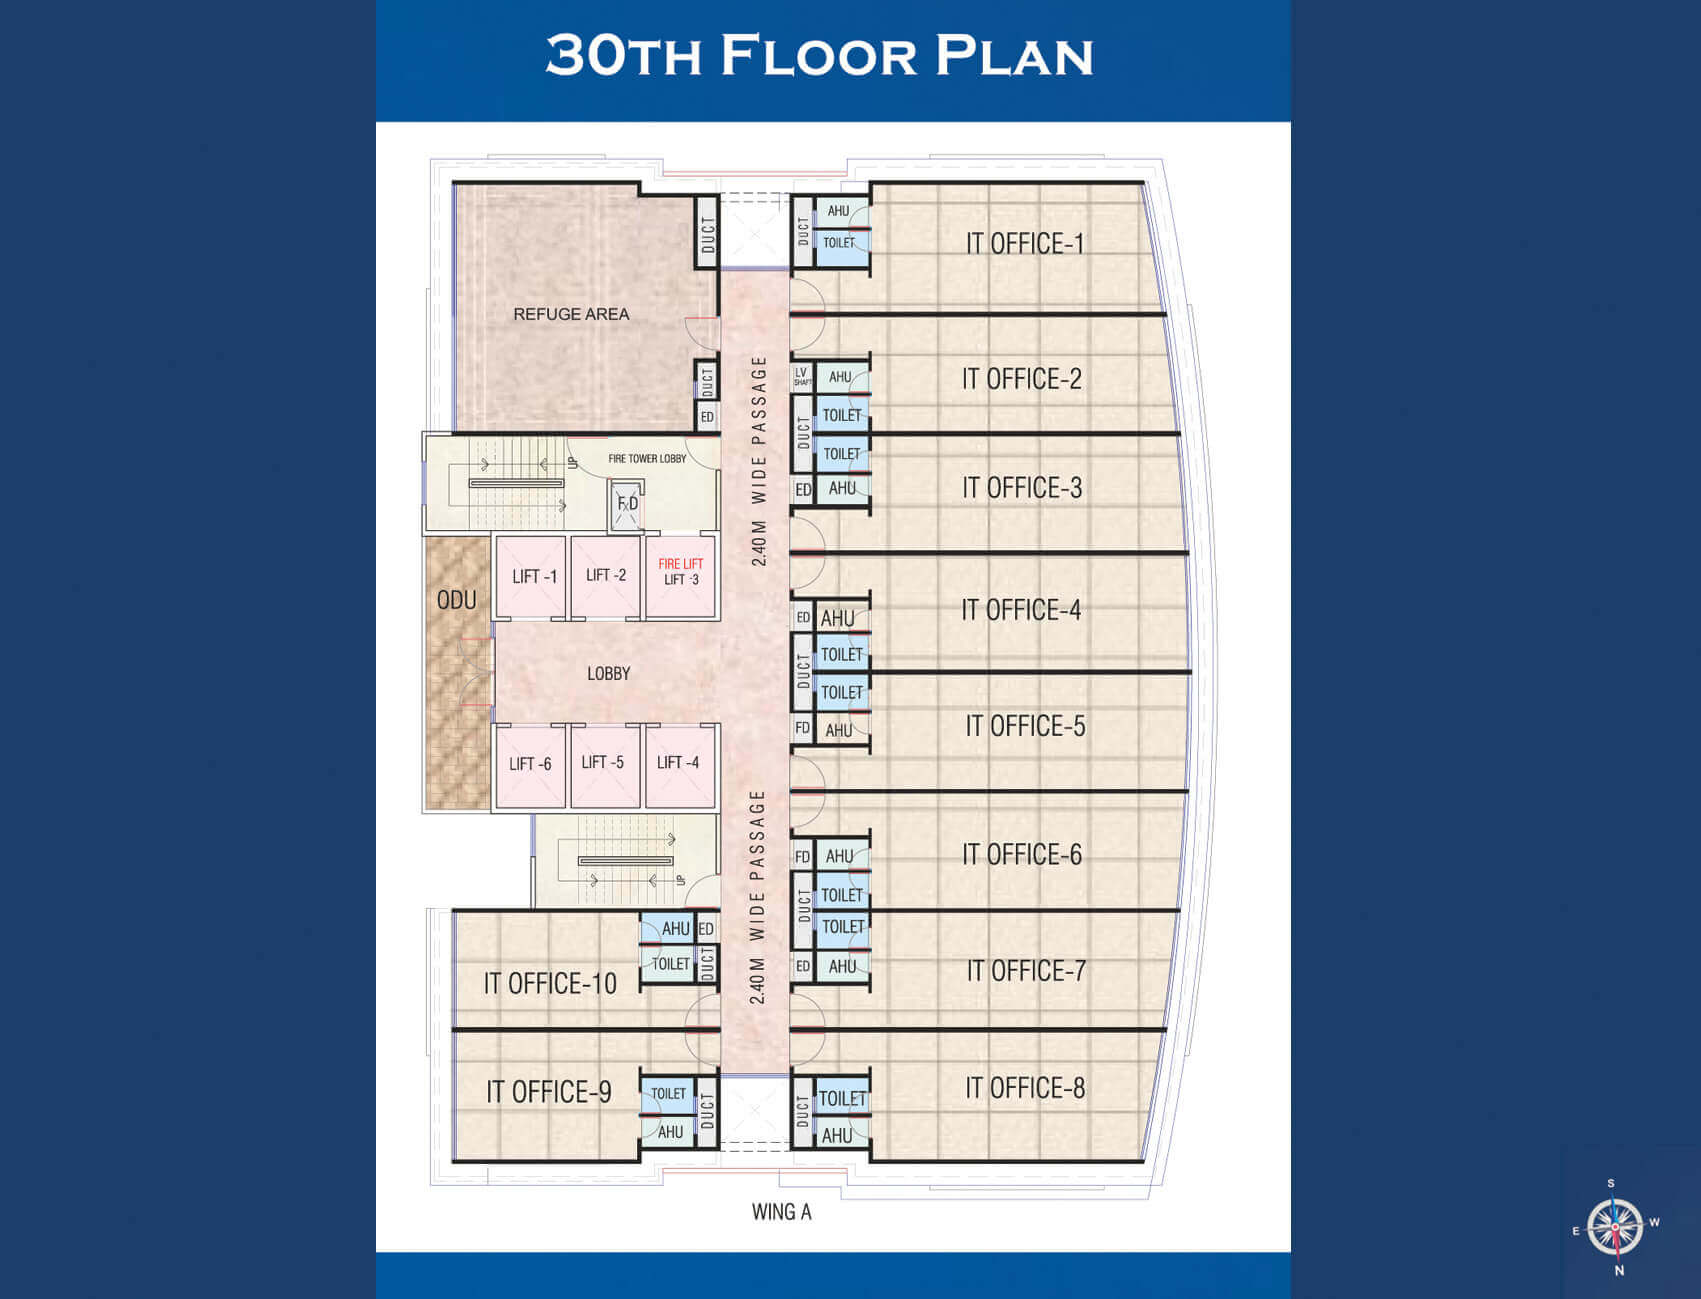 30TH FLOOR PLAN
DUCT
DUCT
AHU
TOILET
IT OFFICE-1
REFUGE AREA
DUCT
ED
2.40M WIDE PASSAGE
LV
SHAFT
AHU
DUCT
TOILET
IT OFFICE-2
UP
FIRE TOWER LOBBY
FD
TOILET
ED
AHU
IT OFFICE-3
ODU
LIFT -1
LIFT -2
FIRE LIFT
LIFT -3
ED
AHU
DUCT
TOILET
IT OFFICE-4
LOBBY
TOILET
FD
AHU
IT OFFICE-5
LIFT -6
LIFT -5
LIFT -4
UP
2.40M WIDE PASSAGE
FD
AHU
DUCT
TOILET
IT OFFICE-6
AHU
ED
TOILET
DUCT
IT OFFICE-10
TOILET
ED
AHU
IT OFFICE-7
IT OFFICE-9
TOILET
DUCT
AHU
DUCT
TOILET
AHU
IT OFFICE-8
WING A
S
E
W
N